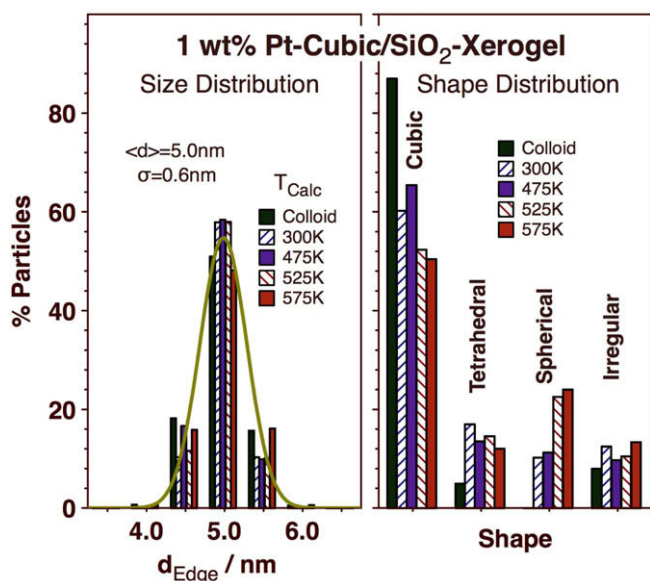 1 wt% Pt-Cubic/SiO2-Xerogel
Size Distribution
Shape Distribution
<d>=5.0nm
σ=0.6nm
TCalc
Colloid
300K
475K
525K
575K
Colloid
300K
475K
525K
575K
Cubic
Tetrahedral
Spherical
Irregular
% Particles
80
60
40
20
0
4.0 5.0 6.0
dEdge / nm
Shape